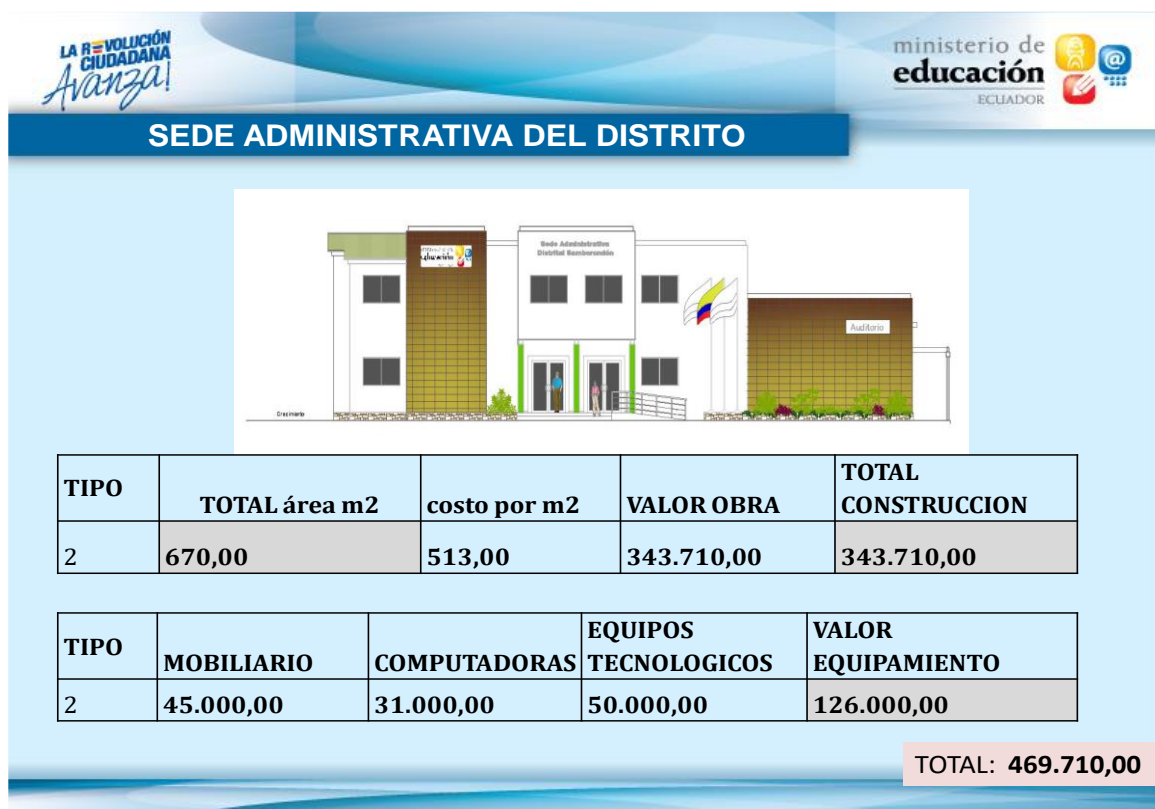 LA REVOLUCIÓN
CIUDADANA
Avanza!
ministerio de
educación
ECUADOR
SEDE ADMINISTRATIVA DEL DISTRITO
educación
Sede Administrativa
Distrital Samborondón
Auditorio
Crecimiento
TIPO TOTAL área m2 costo por m2 VALOR OBRA TOTAL CONSTRUCCION
2 670,00 513,00 343.710,00 343.710,00
TIPO MOBILIARIO COMPUTADORAS EQUIPOS TECNOLOGICOS VALOR EQUIPAMIENTO
2 45.000,00 31.000,00 50.000,00 126.000,00
TOTAL: 469.710,00